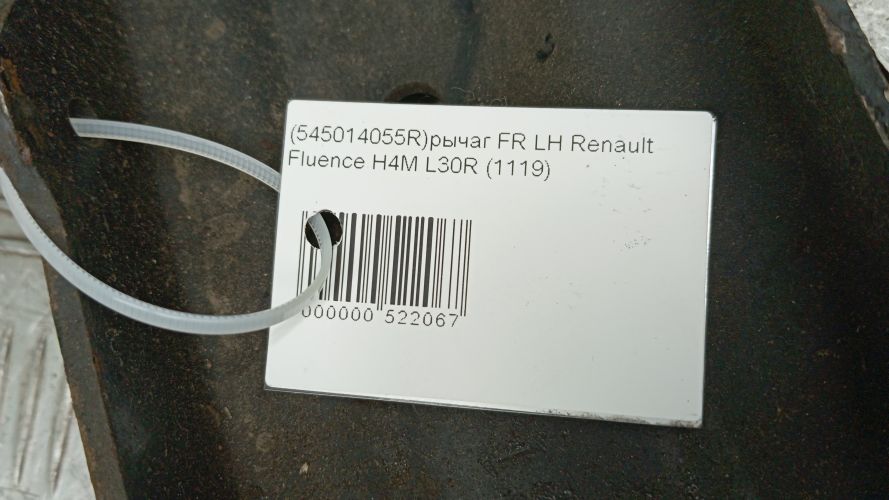 (545014055R)рычаг FR LH Renault
Fluence H4M L30R (1119)
000000 522067